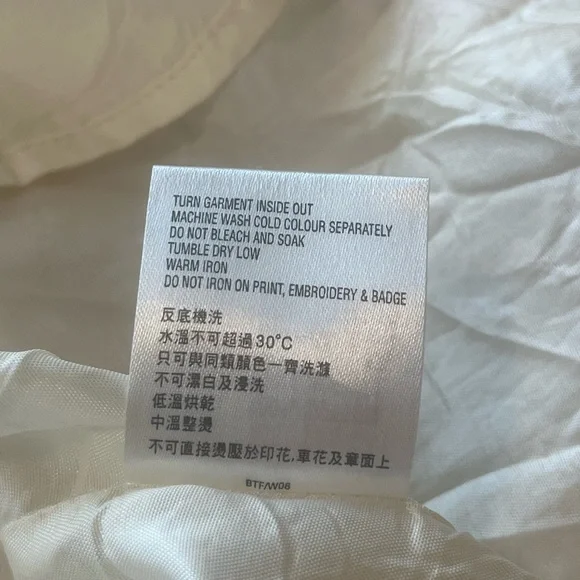 TURN GARMENT INSIDE OUT
MACHINE WASH COLD COLOUR SEPARATELY
DO NOT BLEACH AND SOAK
TUMBLE DRY LOW
WARM IRON
DO NOT IRON ON PRINT, EMBROIDERY & BADGE
反底機洗
水溫不可超過30°C
只可與同類顏色一齊洗滌
不可漂白及浸洗
低溫烘乾
中溫整燙
不可直接燙壓於印花,車花及章面上
BTF/W06